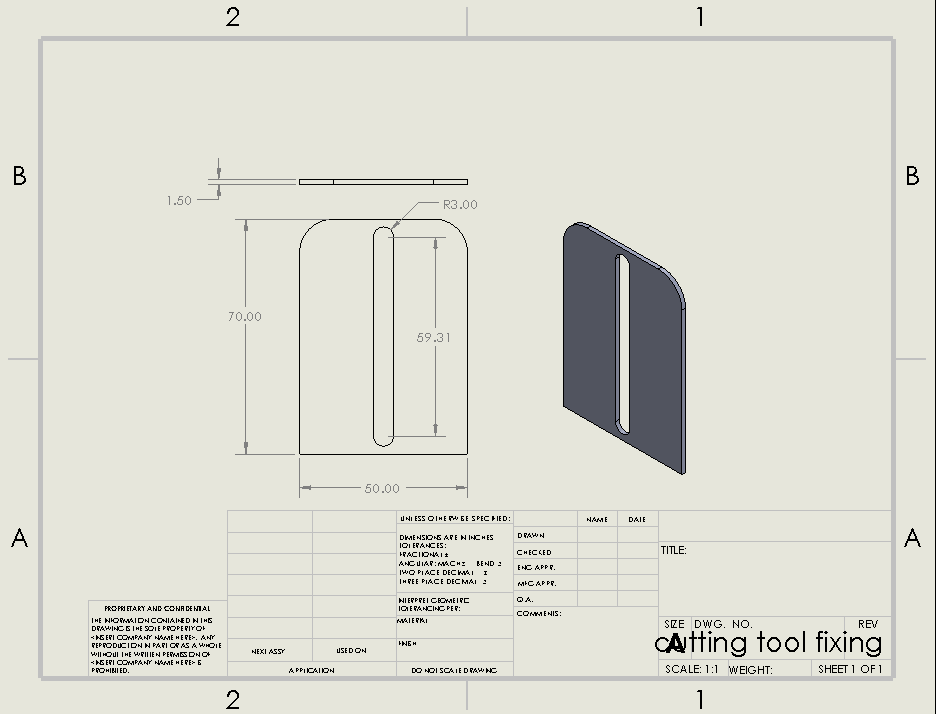 2 1
B B
1.50
R3.00
70.00
59.31
50.00
A A
UNLESS OTHERWISE SPECIFIED:
NAME DATE
DIMENSIONS ARE IN INCHES
TOLERANCES:
FRACTIONAL±
ANGULAR: MACH± BEND ±
TWO PLACE DECIMAL ±
THREE PLACE DECIMAL ±
DRAWN
CHECKED
ENG APPR.
MFG APPR.
Q.A.
COMMENTS:
TITLE:
INTERPRET GEOMETRIC
TOLERANCING PER:
MATERIAL
FINISH
PROPRIETARY AND CONFIDENTIAL
THE INFORMATION CONTAINED IN THIS
DRAWING IS THE SOLE PROPERTY OF
<INSERT COMPANY NAME HERE>. ANY
REPRODUCTION IN PART OR AS A WHOLE
WITHOUT THE WRITTEN PERMISSION OF
<INSERT COMPANY NAME HERE> IS
PROHIBITED.
NEXT ASSY USED ON
APPLICATION
DO NOT SCALE DRAWING
SIZE DWG. NO. REV
A
cutting tool fixing
SCALE: 1:1 WEIGHT: SHEET 1 OF 1
2 1